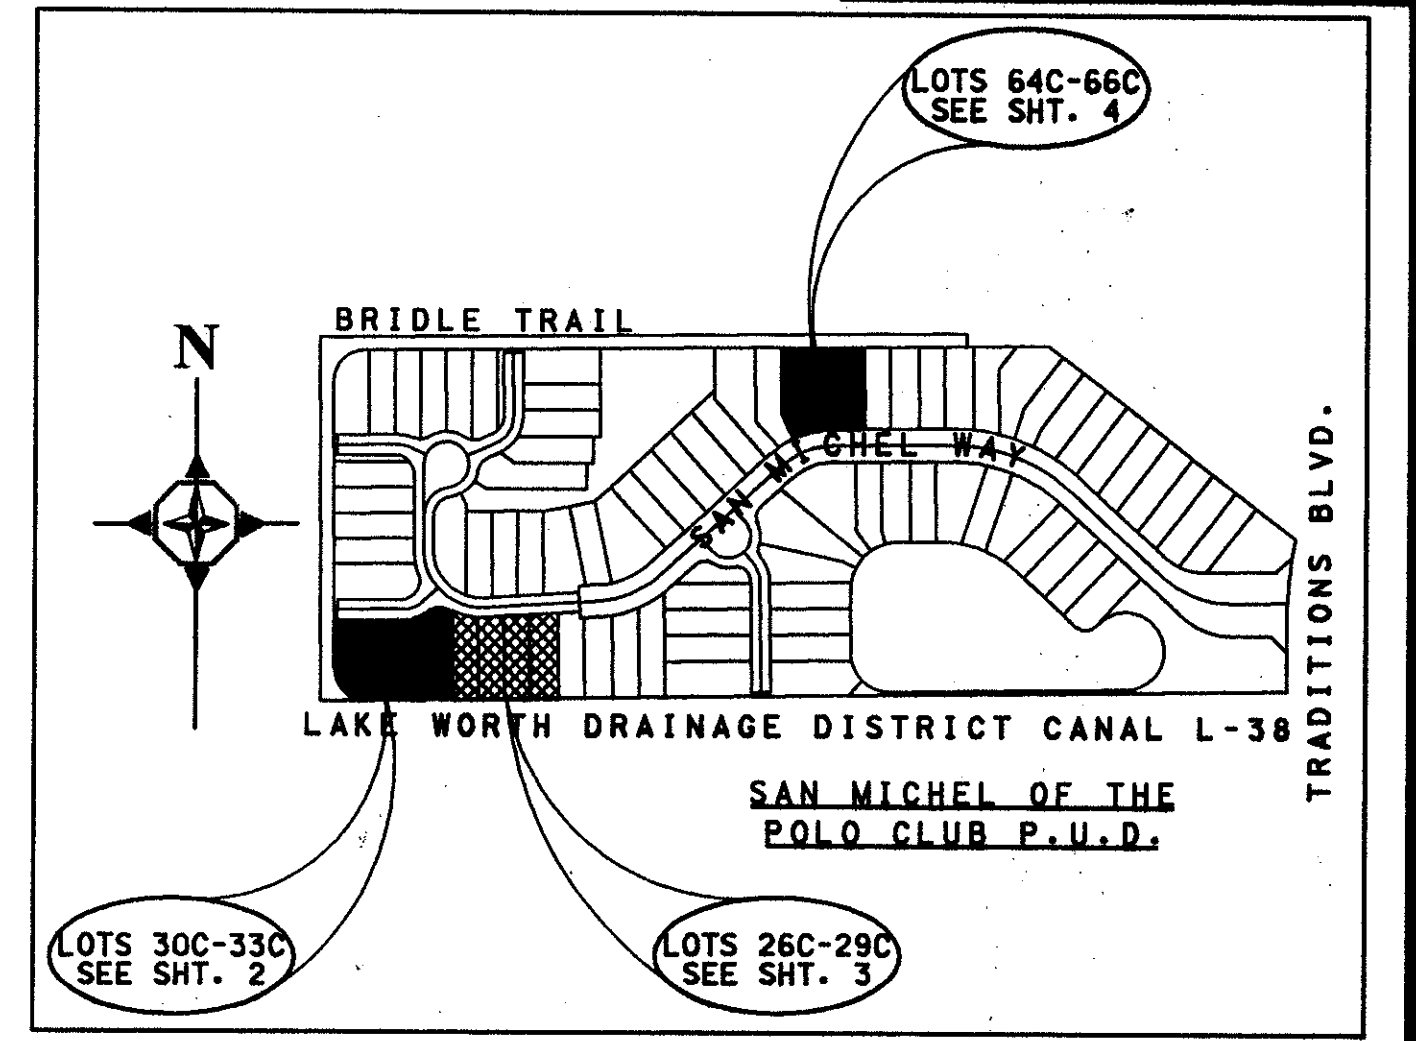 LOTS 64C-66C
SEE SHT. 4
N
BRIDLE TRAIL
SAN MICHEL WAY
TRADITIONS BLVD.
LAKE WORTH DRAINAGE DISTRICT CANAL L-38
SAN MICHEL OF THE
POLO CLUB P.U.D.
LOTS 30C-33C
SEE SHT. 2
LOTS 26C-29C
SEE SHT. 3